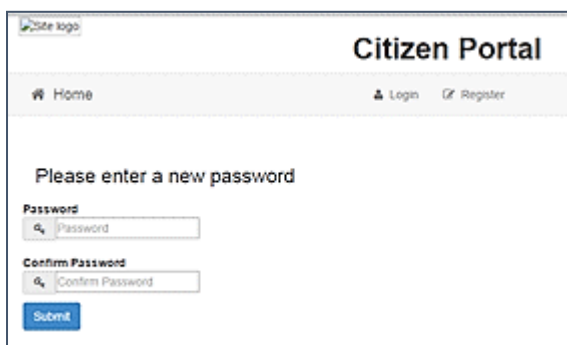 Site logo
Citizen Portal
Home Login Register
Please enter a new password
Password
Password
Confirm Password
Confirm Password
Submit